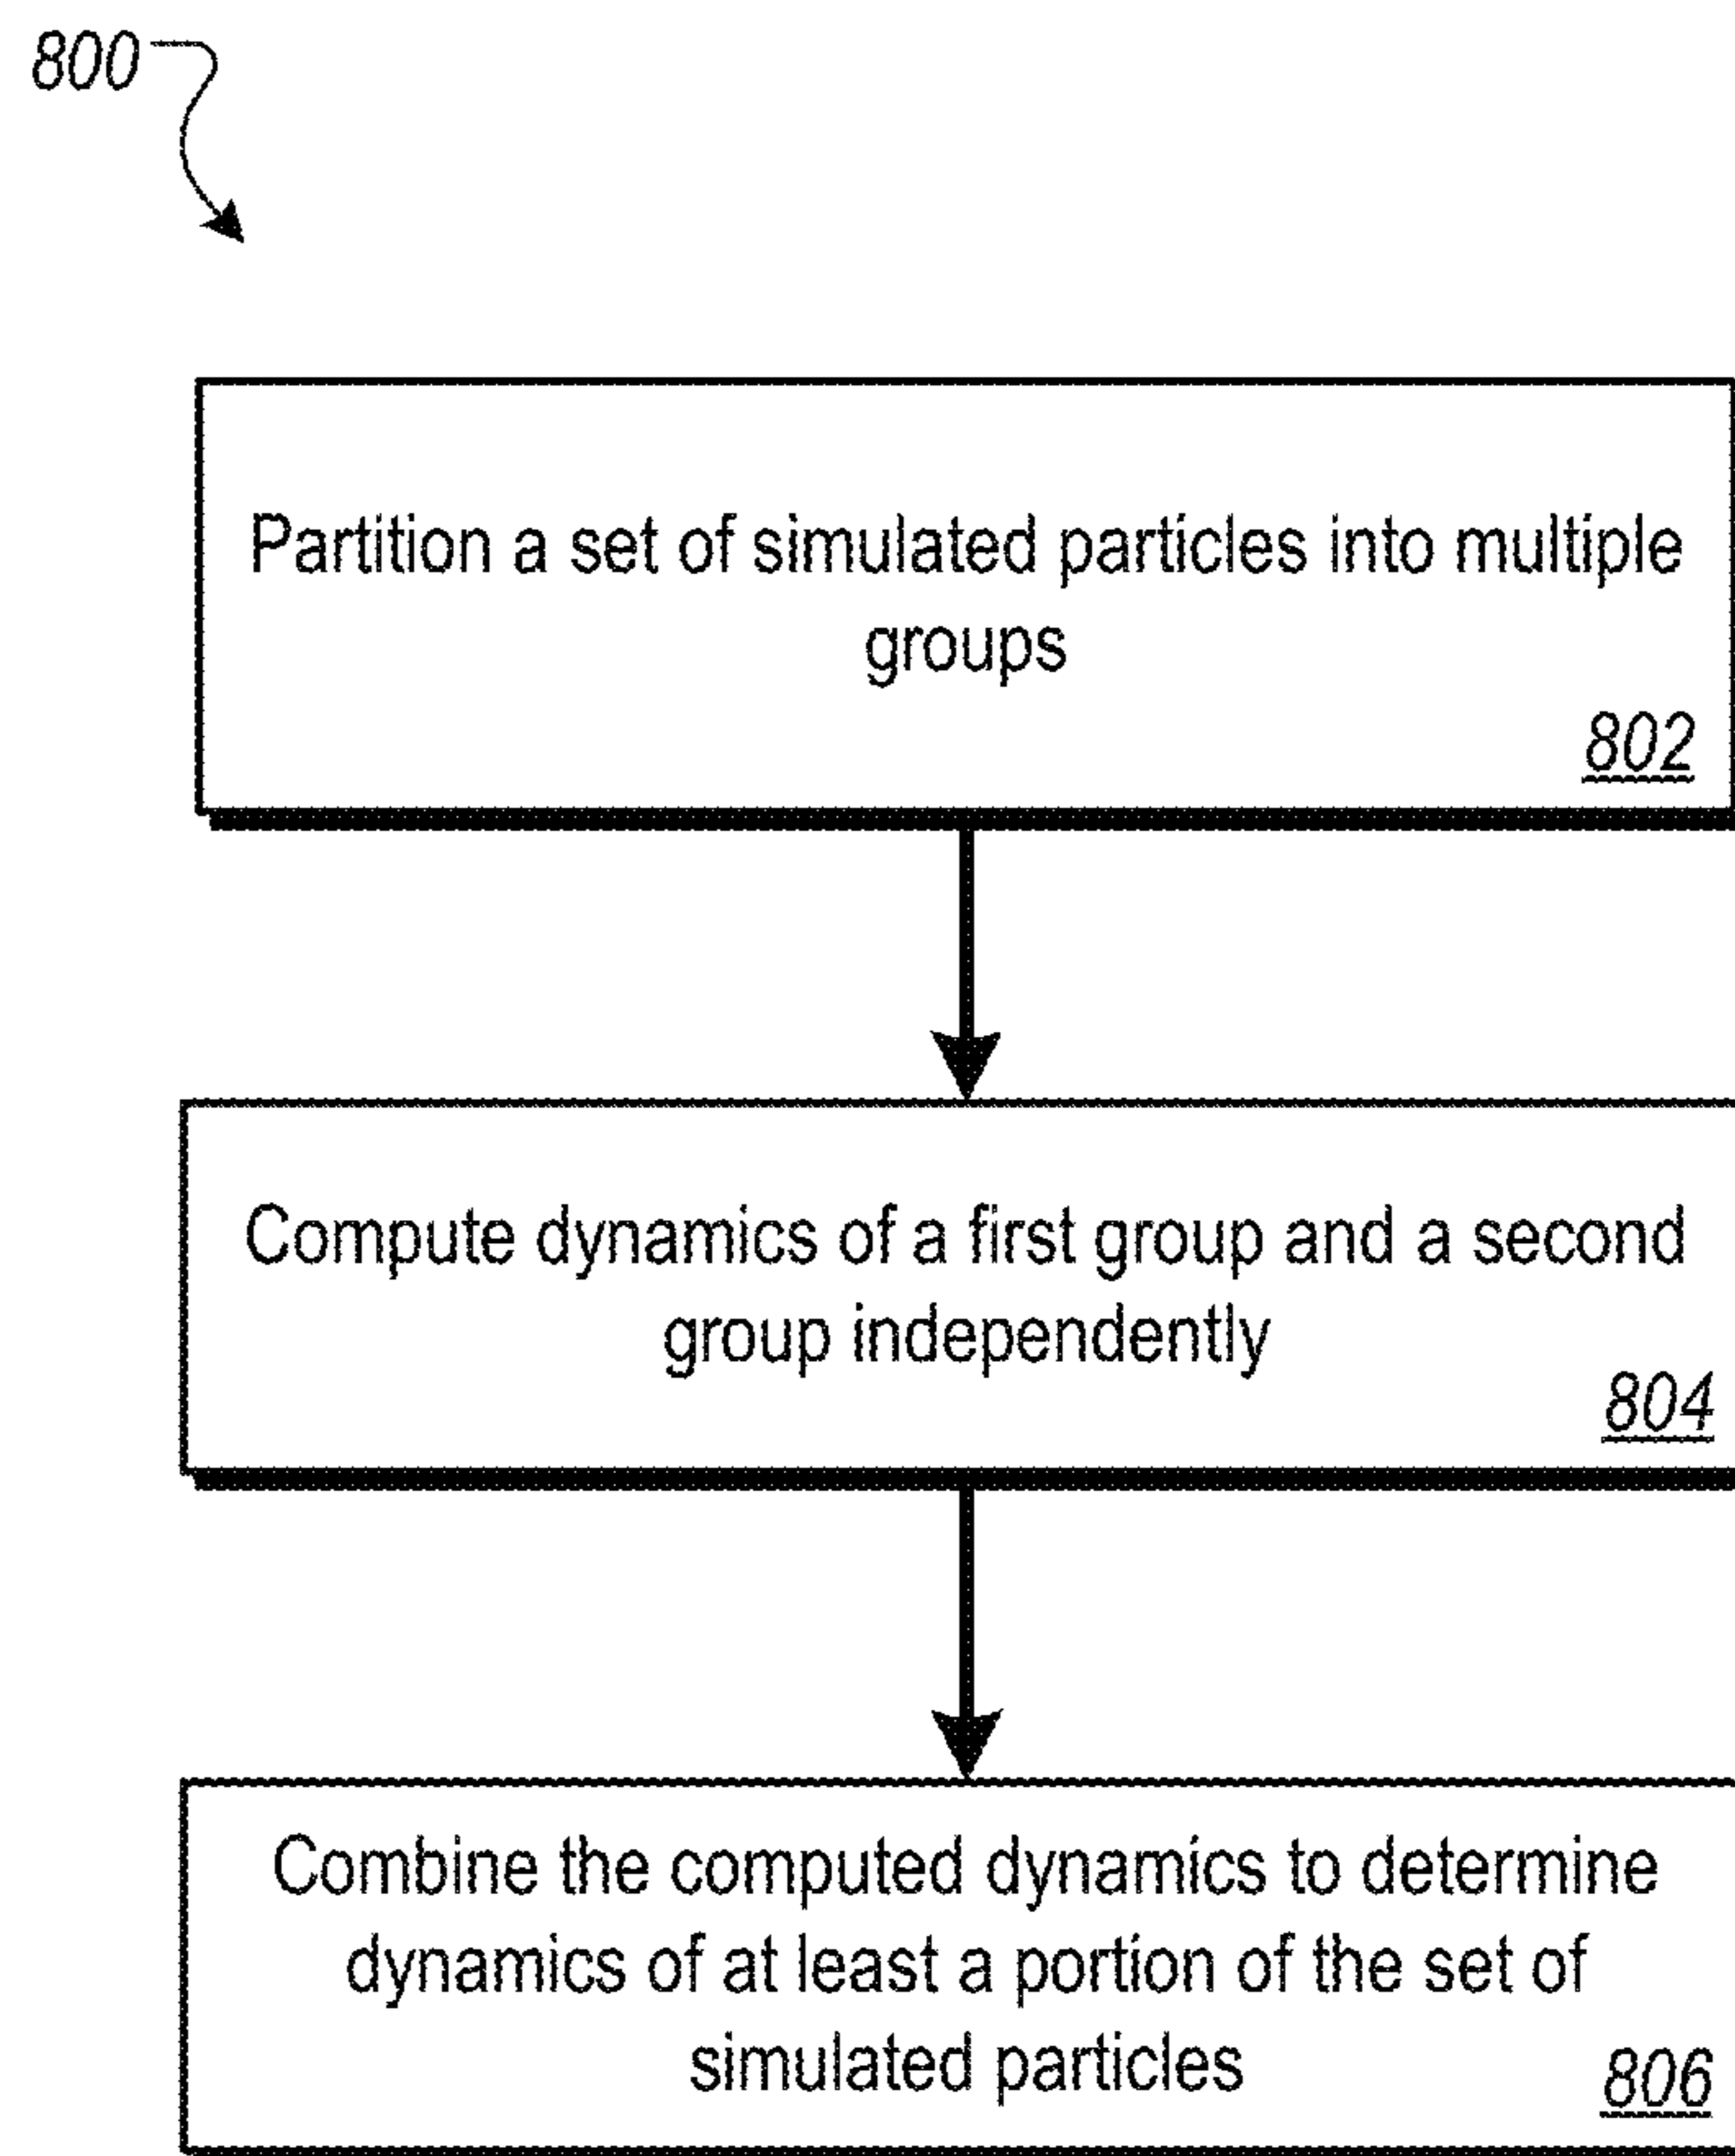 800
Partition a set of simulated particles into multiple
groups
802
Compute dynamics of a first group and a second
group independently
804
Combine the computed dynamics to determine
dynamics of at least a portion of the set of
simulated particles
806